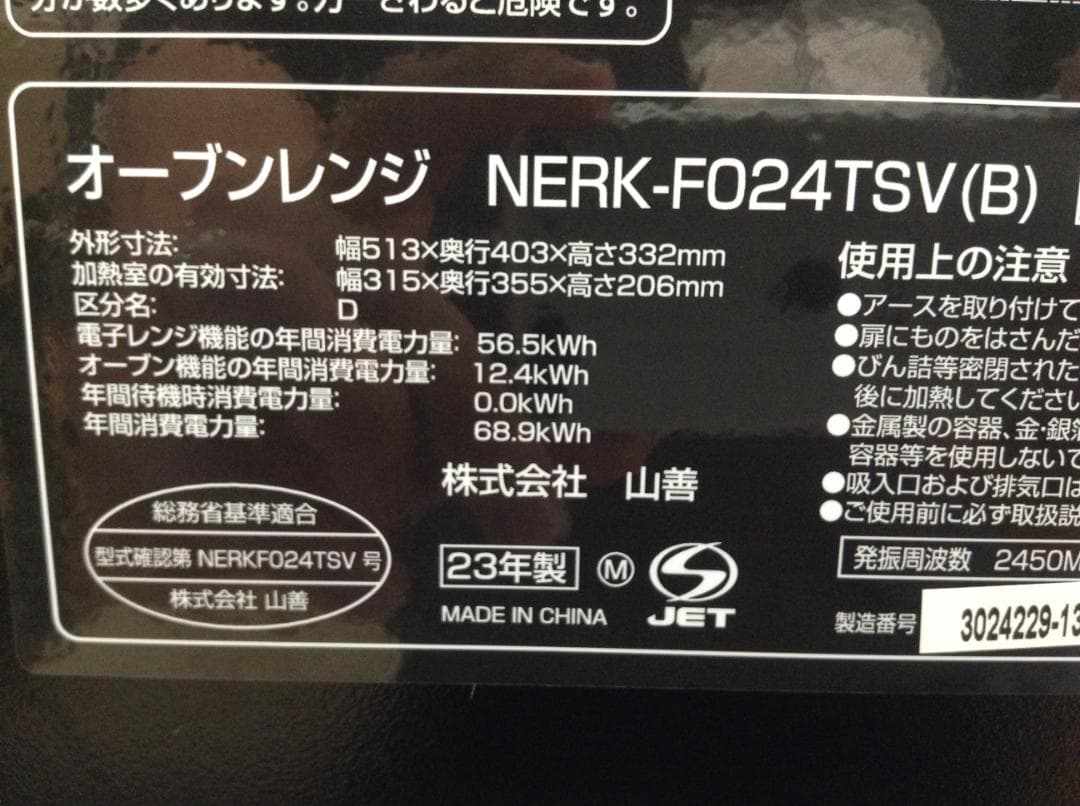 さわると危険です。
オーブンレンジ NERK-F024TSV(B)
外形寸法: 幅513×奥行403×高さ332mm
加熱室の有効寸法: 幅315×奥行355×高さ206mm
区分名: D
電子レンジ機能の年間消費電力量: 56.5kWh
オーブン機能の年間消費電力量: 12.4kWh
年間待機時消費電力量: 0.0kWh
年間消費電力量: 68.9kWh
株式会社 山善
総務省基準適合
型式確認第 NERKF024TSV 号
株式会社 山善
23年製 M
JET
MADE IN CHINA
使用上の注意
●アースを取り付けて
●扉にものをはさんだ
●びん詰等密閉された
後に加熱してください
●金属製の容器、金・銀
容器等を使用しないで
●吸入口および排気口は
●ご使用前に必ず取扱説
発振周波数 2450M
製造番号 3024229-13